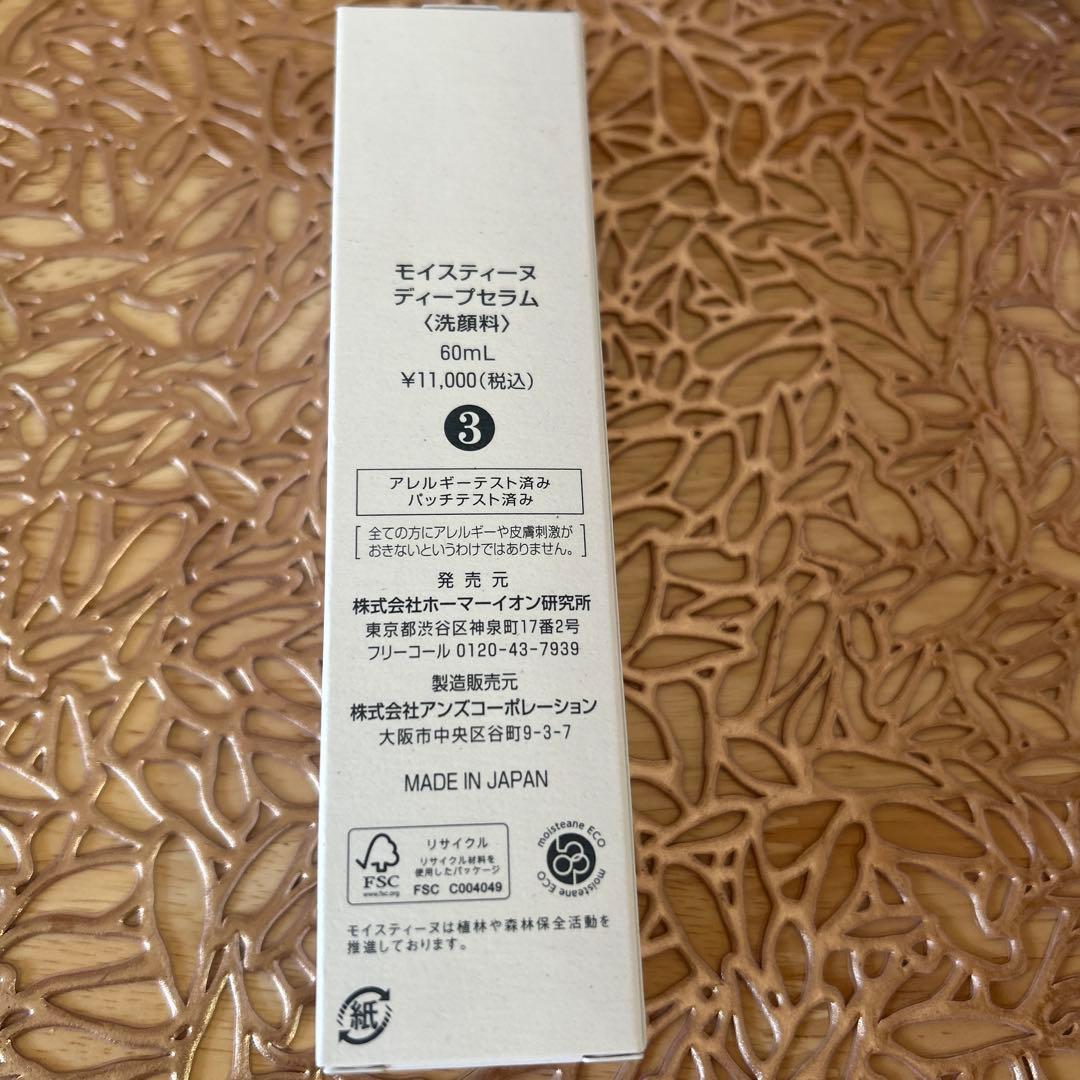 モイスティーヌ
ディープセラム
〈洗顔料〉
60mL
¥11,000(税込)
3
アレルギーテスト済み
パッチテスト済み
全ての方にアレルギーや皮膚刺激が
おきないというわけではありません。
発売元
株式会社ホーマーイオン研究所
東京都渋谷区神泉町17番2号
フリーコール 0120-43-7939
製造販売元
株式会社アンズコーポレーション
大阪市中央区谷町9-3-7
MADE IN JAPAN
FSC
www.fsc.org
リサイクル
リサイクル材料を
使用したパッケージ
FSC C004049
moisteane ECO
moisteane ECO
モイスティーヌは植林や森林保全活動を
推進しております。
紙